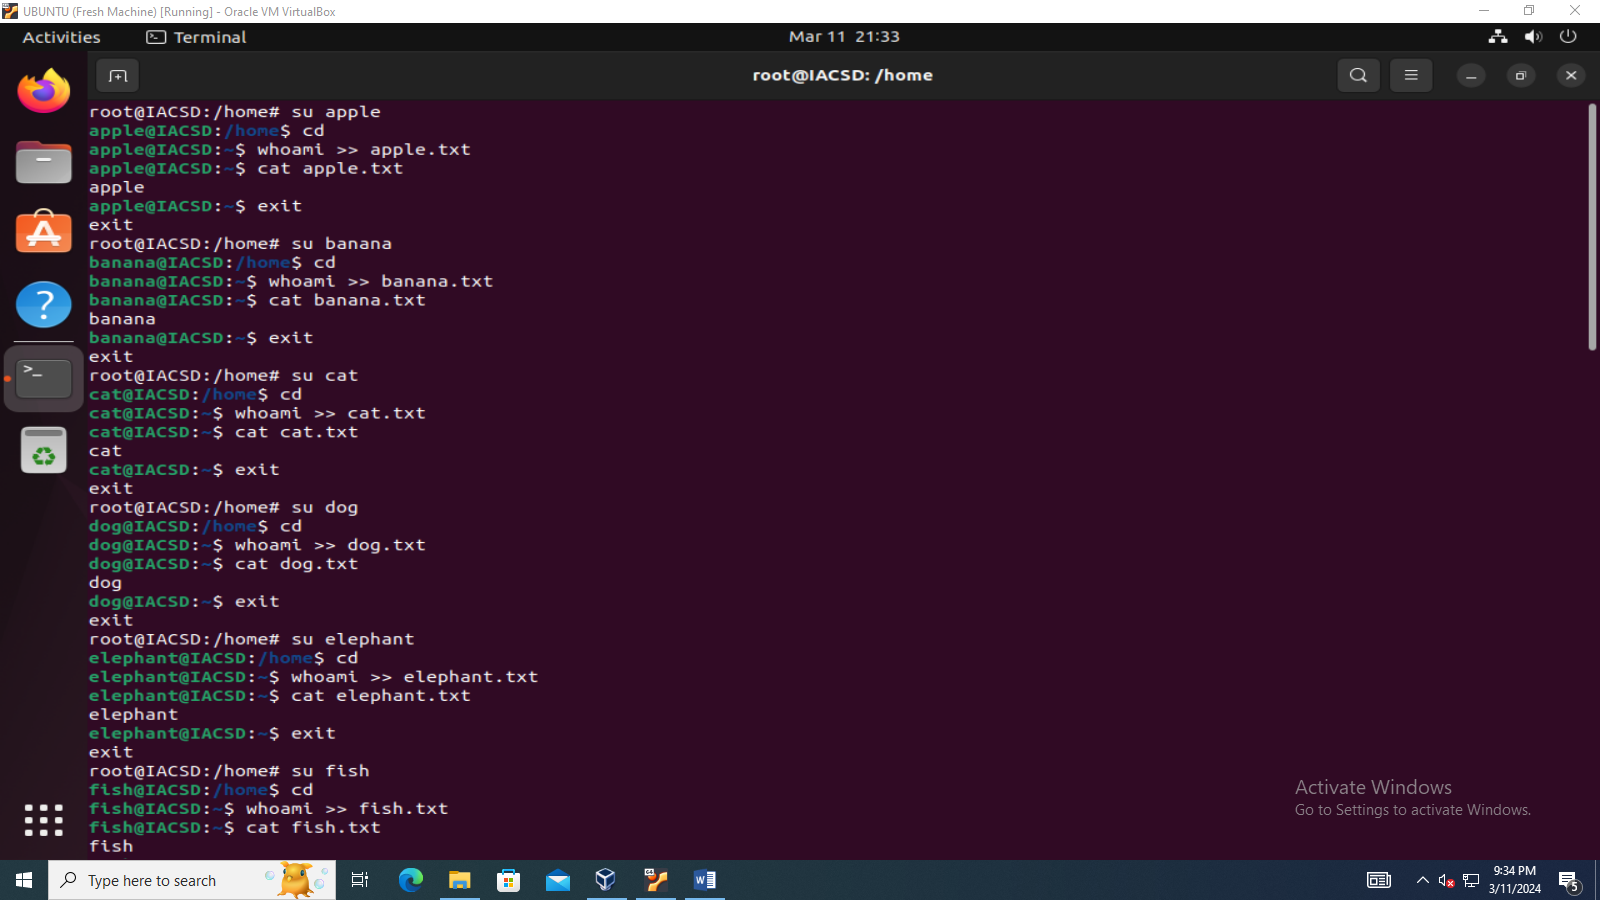 UBUNTU (Fresh Machine) [Running] - Oracle VM VirtualBox
Activities
Terminal
Mar 11 21:33
root@IACSD: /home
root@IACSD:/home# su apple
apple@IACSD:/home$ cd
apple@IACSD:~$ whoami >> apple.txt
apple@IACSD:~$ cat apple.txt
apple
apple@IACSD:~$ exit
exit
root@IACSD:/home# su banana
banana@IACSD:/home$ cd
banana@IACSD:~$ whoami >> banana.txt
banana@IACSD:~$ cat banana.txt
banana
banana@IACSD:~$ exit
exit
root@IACSD:/home# su cat
cat@IACSD:/home$ cd
cat@IACSD:~$ whoami >> cat.txt
cat@IACSD:~$ cat cat.txt
cat
cat@IACSD:~$ exit
exit
root@IACSD:/home# su dog
dog@IACSD:/home$ cd
dog@IACSD:~$ whoami >> dog.txt
dog@IACSD:~$ cat dog.txt
dog
dog@IACSD:~$ exit
exit
root@IACSD:/home# su elephant
elephant@IACSD:/home$ cd
elephant@IACSD:~$ whoami >> elephant.txt
elephant@IACSD:~$ cat elephant.txt
elephant
elephant@IACSD:~$ exit
exit
root@IACSD:/home# su fish
fish@IACSD:/home$ cd
fish@IACSD:~$ whoami >> fish.txt
fish@IACSD:~$ cat fish.txt
fish
Activate Windows
Go to Settings to activate Windows.
Type here to search
9:34 PM
3/11/2024
5